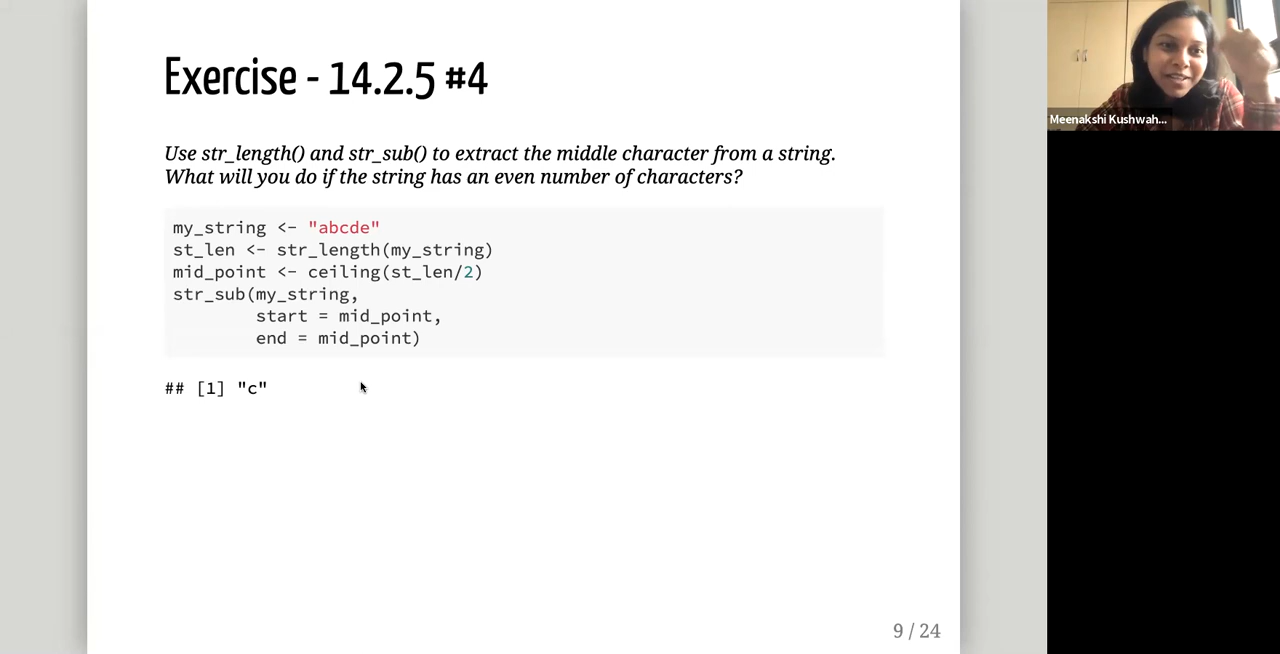 Exercise - 14.2.5 #4
Use str_length() and str_sub() to extract the middle character from a string.
What will you do if the string has an even number of characters?
my_string <- "abcde"
st_len <- str_length(my_string)
mid_point <- ceiling(st_len/2)
str_sub(my_string,
        start = mid_point,
        end = mid_point)
## [1] "c"
9 / 24
Meenakshi Kushwah...